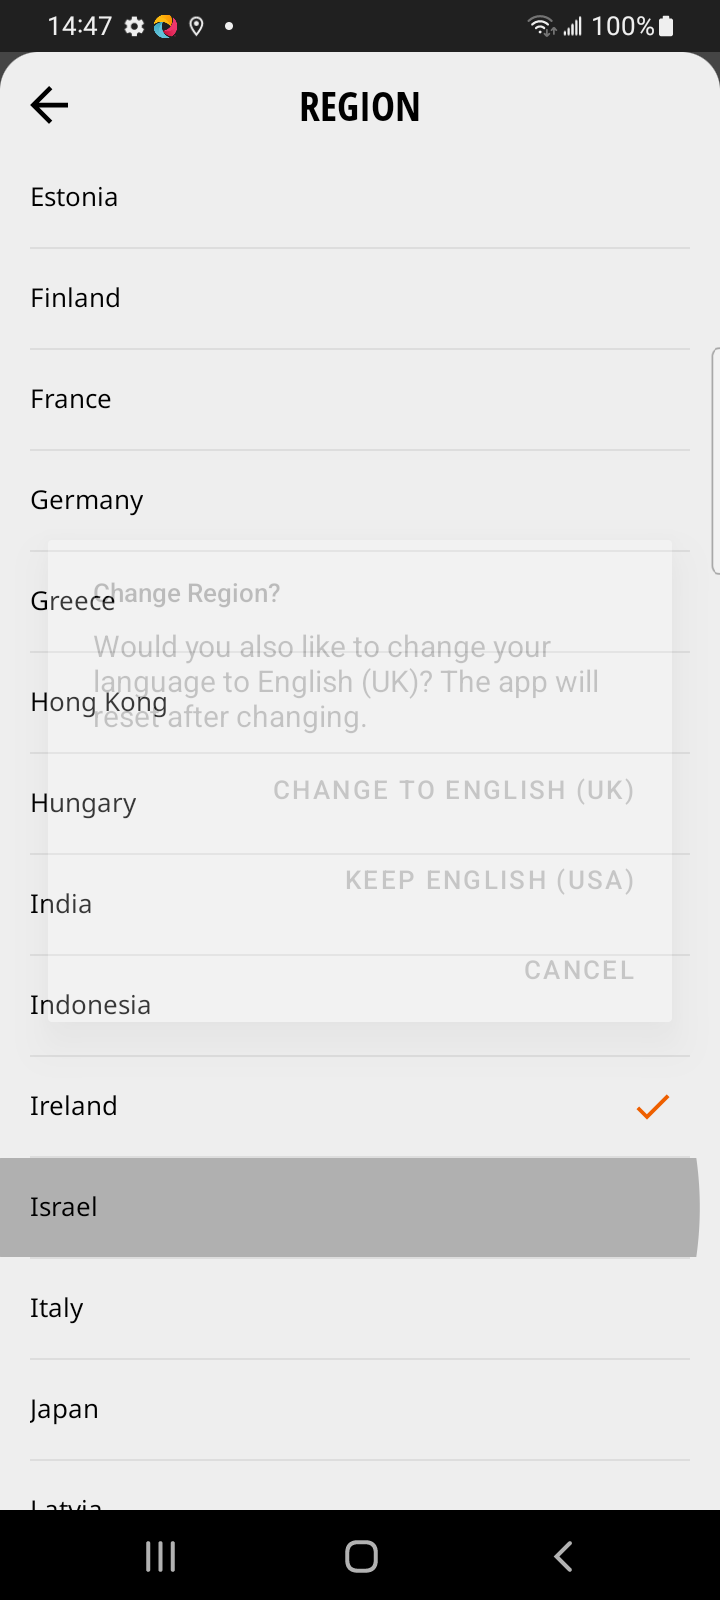 14:47
100%
REGION
Estonia
Finland
France
Germany
Change Region?
Greece
Would you also like to change your
language to English (UK)? The app will
Hong Kong
reset after changing.
CHANGE TO ENGLISH (UK)
Hungary
KEEP ENGLISH (USA)
India
CANCEL
Indonesia
Ireland
Israel
Italy
Japan
Latvia